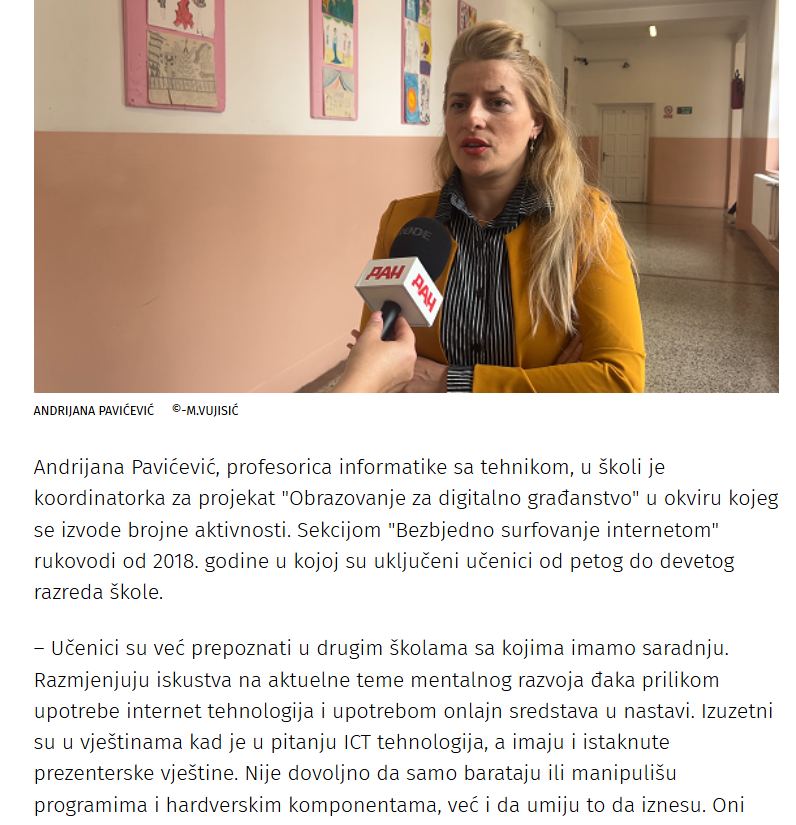 RØDE
ДАН
ДАН
ANDRIJANA PAVIĆEVIĆ ©-M.VUJISIĆ
Andrijana Pavićević, profesorica informatike sa tehnikom, u školi je
koordinatorka za projekat "Obrazovanje za digitalno građanstvo" u okviru kojeg
se izvode brojne aktivnosti. Sekcijom "Bezbjedno surfovanje internetom"
rukovodi od 2018. godine u kojoj su uključeni učenici od petog do devetog
razreda škole.
– Učenici su već prepoznati u drugim školama sa kojima imamo saradnju.
Razmjenjuju iskustva na aktuelne teme mentalnog razvoja đaka prilikom
upotrebe internet tehnologija i upotrebom onlajn sredstava u nastavi. Izuzetni
su u vještinama kad je u pitanju ICT tehnologija, a imaju i istaknute
prezenterske vještine. Nije dovoljno da samo barataju ili manipulišu
programima i hardverskim komponentama, već i da umiju to da iznesu. Oni